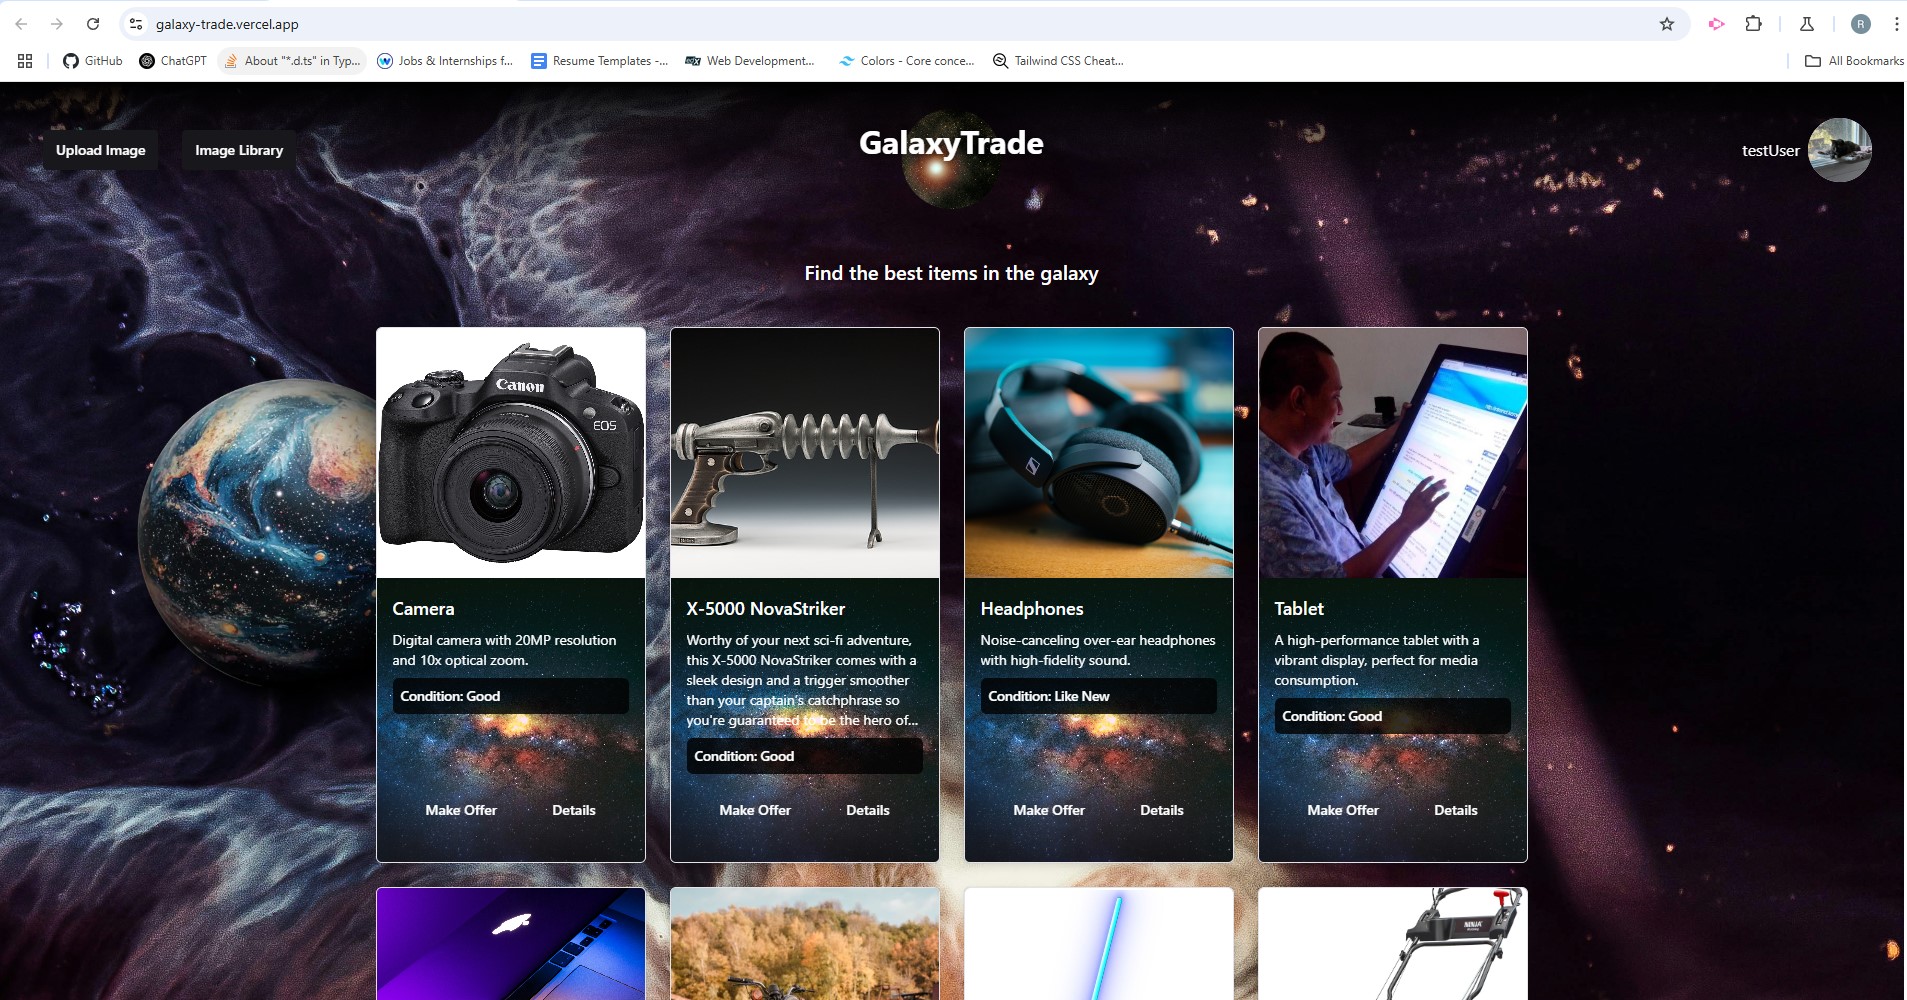 galaxy-trade.vercel.app
R
GitHub
ChatGPT
About "*.d.ts" in Typ...
Jobs & Internships f...
Resume Templates -...
Web Development...
Colors - Core conce...
Tailwind CSS Cheat...
All Bookmarks
Upload Image
Image Library
GalaxyTrade
testUser
Find the best items in the galaxy
Canon
EOS
Camera
Digital camera with 20MP resolution
and 10x optical zoom.
Condition: Good
Make Offer
Details
X-5000 NovaStriker
Worthy of your next sci-fi adventure,
this X-5000 NovaStriker comes with a
sleek design and a trigger smoother
than your captain's catchphrase so
you're guaranteed to be the hero of...
Condition: Good
Make Offer
Details
Headphones
Noise-canceling over-ear headphones
with high-fidelity sound.
Condition: Like New
Make Offer
Details
Tablet
A high-performance tablet with a
vibrant display, perfect for media
consumption.
Condition: Good
Make Offer
Details
NINJA